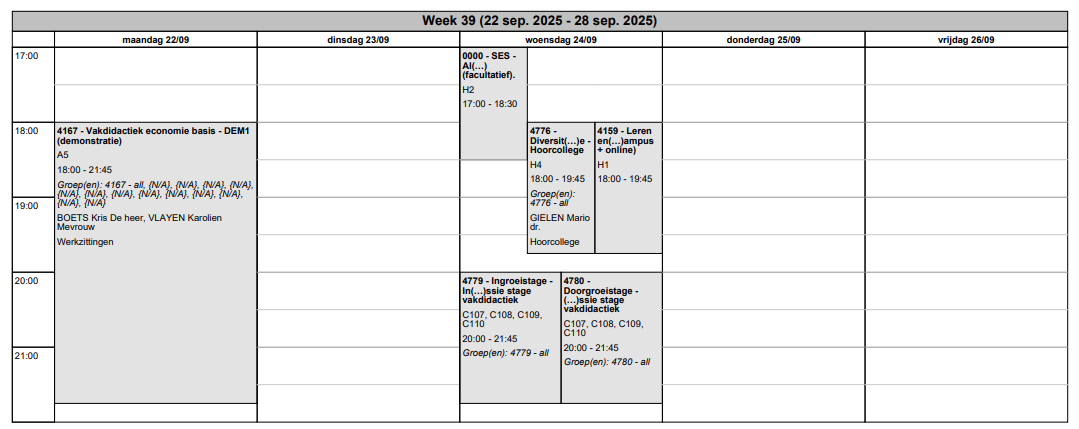 Week 39 (22 sep. 2025 - 28 sep. 2025)
maandag 22/09
dinsdag 23/09
woensdag 24/09
donderdag 25/09
vrijdag 26/09
17:00
18:00
19:00
20:00
21:00
4167 - Vakdidactiek economie basis - DEM1
(demonstratie)
A5
18:00 - 21:45
Groep(en): 4167 - all, {N/A}, {N/A}, {N/A}, {N/A},
{N/A}, {N/A}, {N/A}, {N/A}, {N/A}, {N/A}, {N/A},
{N/A}, {N/A}
BOETS Kris De heer, VLAYEN Karolien
Mevrouw
Werkzittingen
0000 - SES -
AI(...)
(facultatief).
H2
17:00 - 18:30
4776 -
Diversit(...)e -
Hoorcollege
H4
18:00 - 19:45
Groep(en):
4776 - all
GIELEN Mario
dr.
Hoorcollege
4159 - Leren
en(...)ampus
+ online)
H1
18:00 - 19:45
4779 - Ingroeistage -
In(...)ssie stage
vakdidactiek
C107, C108, C109,
C110
20:00 - 21:45
Groep(en): 4779 - all
4780 -
Doorgroeistage -
(...)ssie stage
vakdidactiek
C107, C108, C109,
C110
20:00 - 21:45
Groep(en): 4780 - all